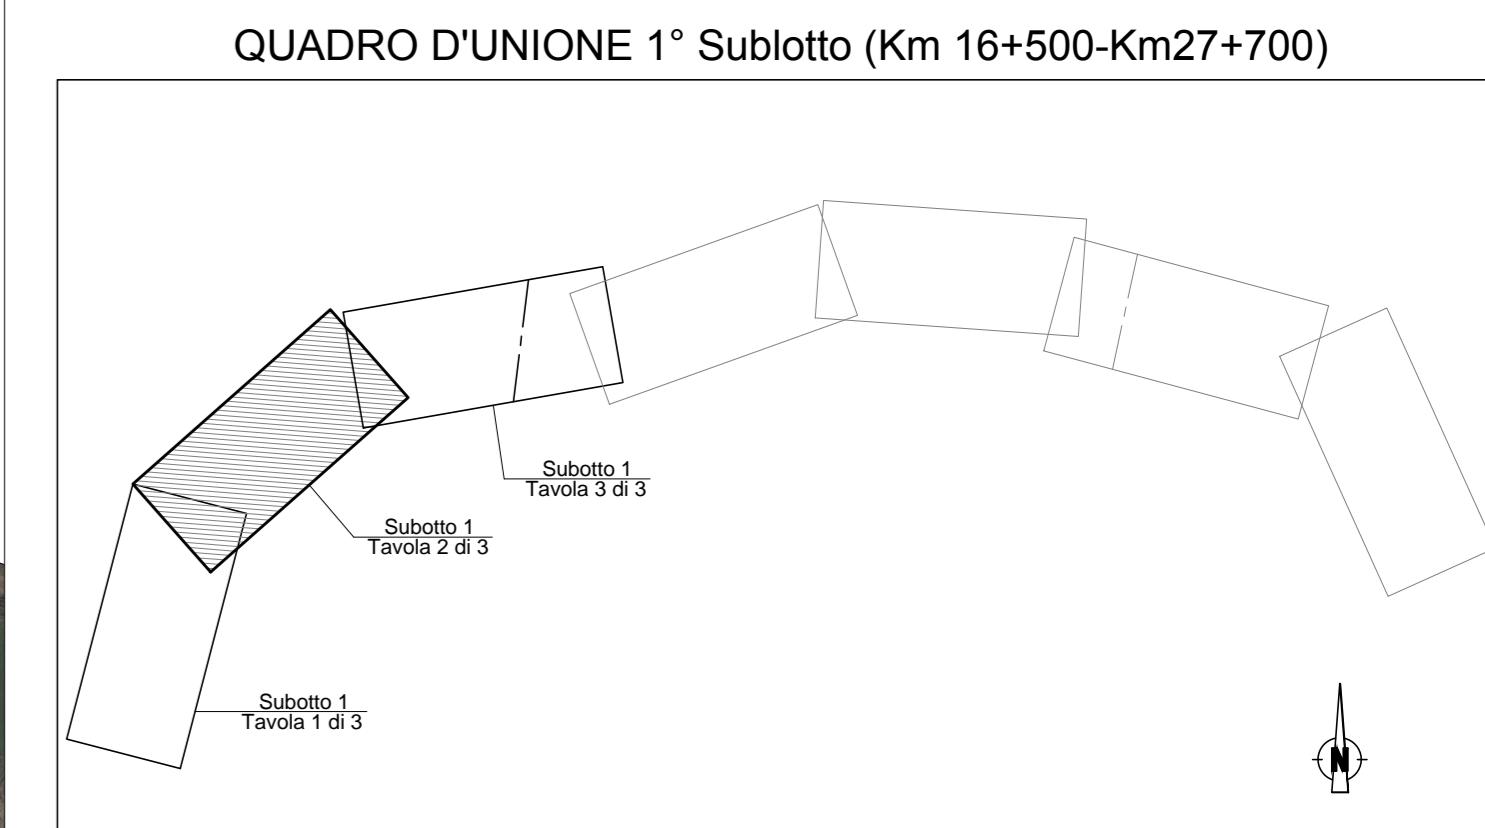 QUADRO D'UNIONE 1° Sublotto (Km 16+500-Km27+700)
Subotto 1
Tavola 3 di 3
Subotto 1
Tavola 2 di 3
Subotto 1
Tavola 1 di 3
N